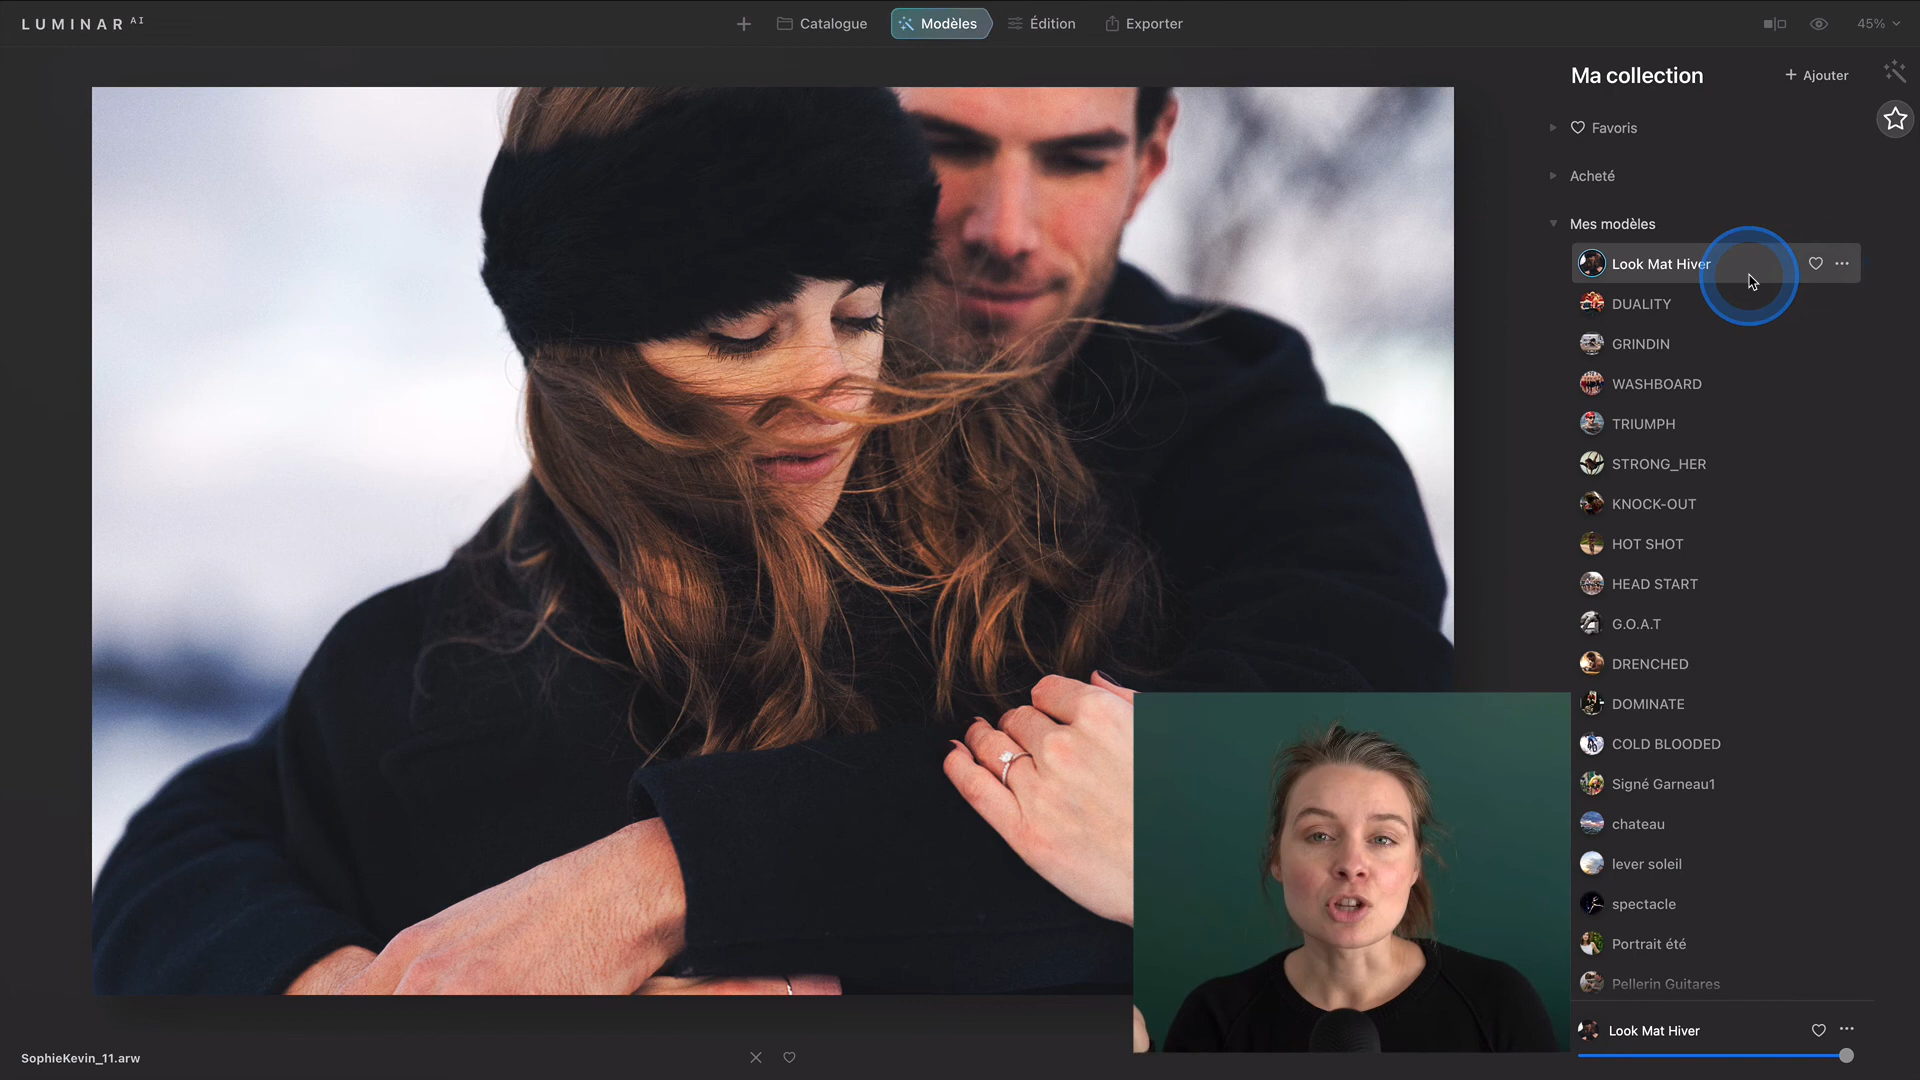 LUMINAR AI
Catalogue
Modèles
Édition
Exporter
45%
Ma collection
Ajouter
Favoris
Acheté
Mes modèles
Look Mat Hiver
DUALITY
GRINDIN
WASHBOARD
TRIUMPH
STRONG_HER
KNOCK-OUT
HOT SHOT
HEAD START
G.O.A.T
DRENCHED
DOMINATE
COLD BLOODED
Signé Garneau1
chateau
lever soleil
spectacle
Portrait été
Pellerin Guitares
Look Mat Hiver
SophieKevin_11.arw